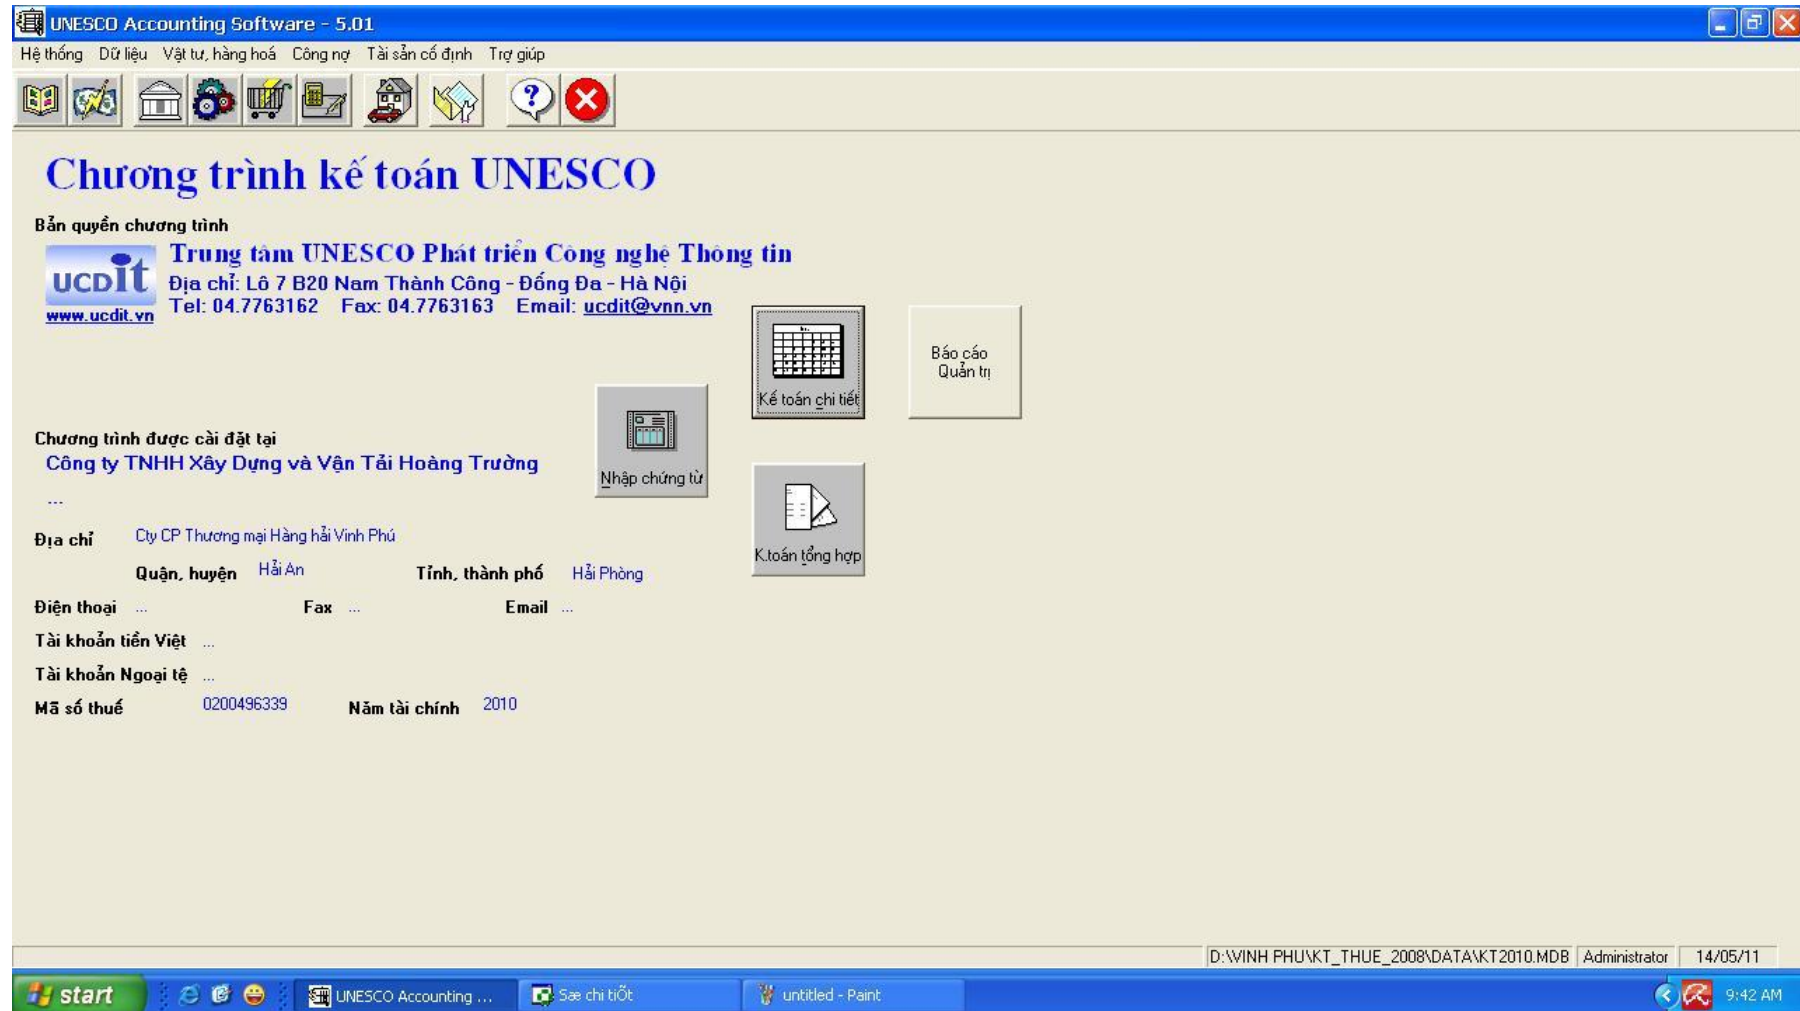 UNESCO Accounting Software - 5.01
Hệ thống Dữ liệu Vật tư, hàng hoá Công nợ Tài sản cố định Trợ giúp
Chương trình kế toán UNESCO
Bản quyền chương trình
ucdit
www.ucdit.vn
Trung tâm UNESCO Phát triển Công nghệ Thông tin
Địa chỉ: Lô 7 B20 Nam Thành Công - Đống Đa - Hà Nội
Tel: 04.7763162 Fax: 04.7763163 Email: ucdit@vnn.vn
Kế toán chi tiết
Báo cáo
Quản trị
Nhập chứng từ
K.toán tổng hợp
Chương trình được cài đặt tại
Công ty TNHH Xây Dựng và Vận Tải Hoàng Trường
...
Địa chỉ Cty CP Thương mại Hàng hải Vinh Phú
Quận, huyện Hải An Tỉnh, thành phố Hải Phòng
Điện thoại ... Fax ... Email ...
Tài khoản tiền Việt ...
Tài khoản Ngoại tệ ...
Mã số thuế 0200496339 Năm tài chính 2010
D:\VINH PHU\KT_THUE_2008\DATA\KT2010.MDB Administrator 14/05/11
start UNESCO Accounting ... Sæ chi tiÕt untitled - Paint 9:42 AM